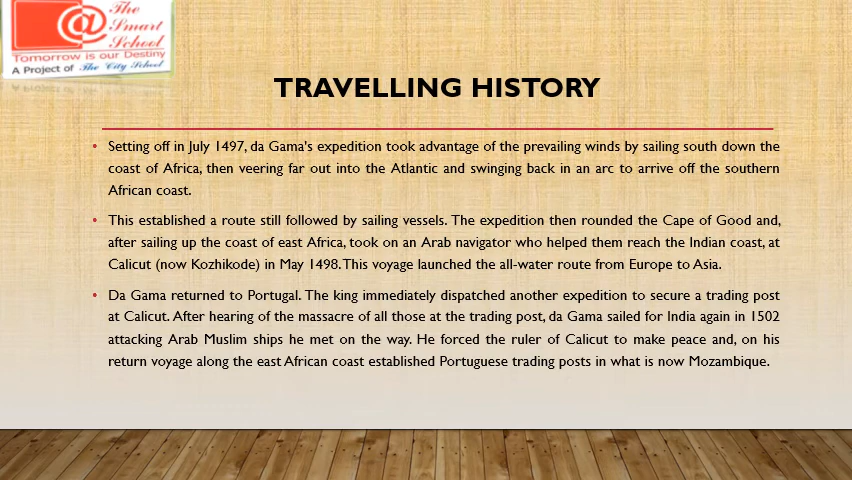 The
Smart
School
Tomorrow is our Destiny
A Project of The City School
TRAVELLING HISTORY
• Setting off in July 1497, da Gama's expedition took advantage of the prevailing winds by sailing south down the
coast of Africa, then veering far out into the Atlantic and swinging back in an arc to arrive off the southern
African coast.
• This established a route still followed by sailing vessels. The expedition then rounded the Cape of Good and,
after sailing up the coast of east Africa, took on an Arab navigator who helped them reach the Indian coast, at
Calicut (now Kozhikode) in May 1498. This voyage launched the all-water route from Europe to Asia.
• Da Gama returned to Portugal. The king immediately dispatched another expedition to secure a trading post
at Calicut. After hearing of the massacre of all those at the trading post, da Gama sailed for India again in 1502
attacking Arab Muslim ships he met on the way. He forced the ruler of Calicut to make peace and, on his
return voyage along the east African coast established Portuguese trading posts in what is now Mozambique.